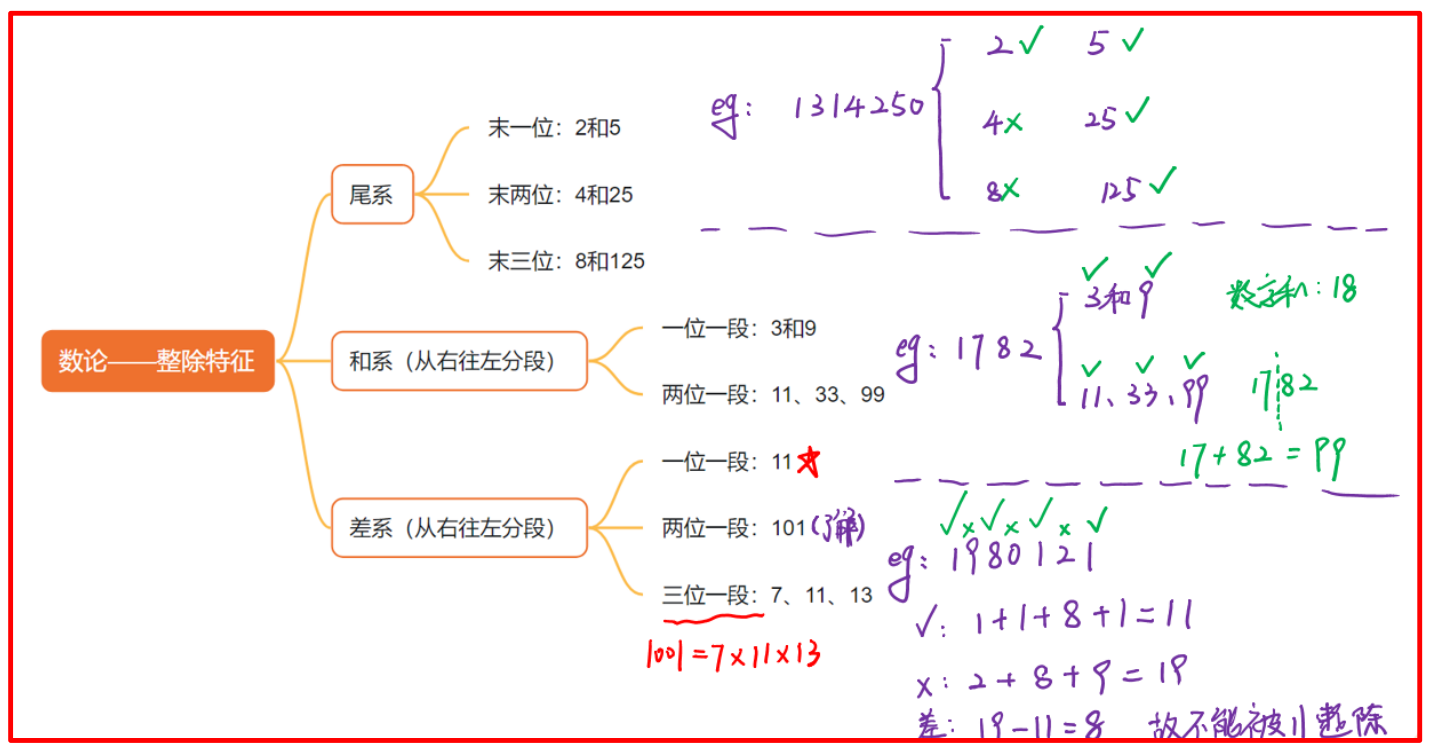 数论——整除特征
尾系
末一位：2和5
末两位：4和25
末三位：8和125
和系（从右往左分段）
一位一段：3和9
两位一段：11、33、99
差系（从右往左分段）
一位一段：11★
两位一段：101(了解)
三位一段：7、11、13
1001=7×11×13
eg: 1314250
2✓ 5✓
4× 25✓
8× 125✓
eg: 1782
✓ ✓
3和9
数字和: 18
✓ ✓ ✓
11、33、99
17 82
17+82=99
✓×✓×✓×✓
eg: 1980121
✓: 1+1+8+1=11
×: 2+8+9=19
差: 19-11=8 故不能被11整除